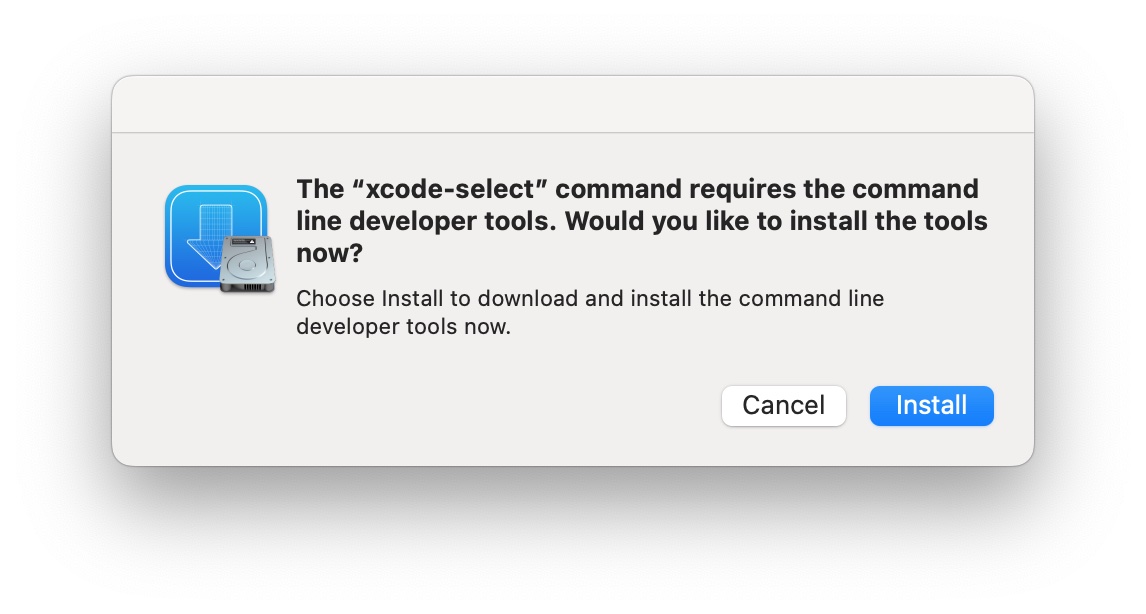 The “xcode-select” command requires the command
line developer tools. Would you like to install the tools
now?
Choose Install to download and install the command line
developer tools now.
Cancel
Install